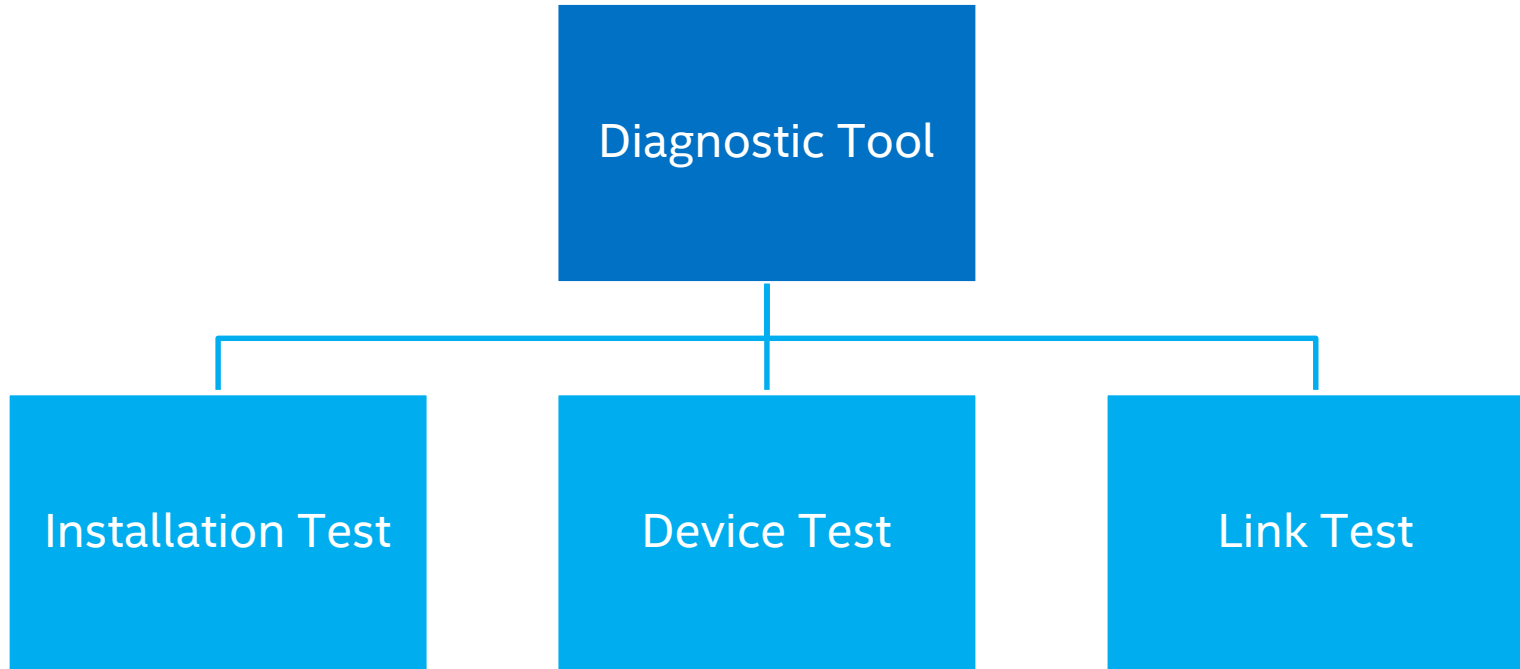 Diagnostic Tool
Installation Test
Device Test
Link Test